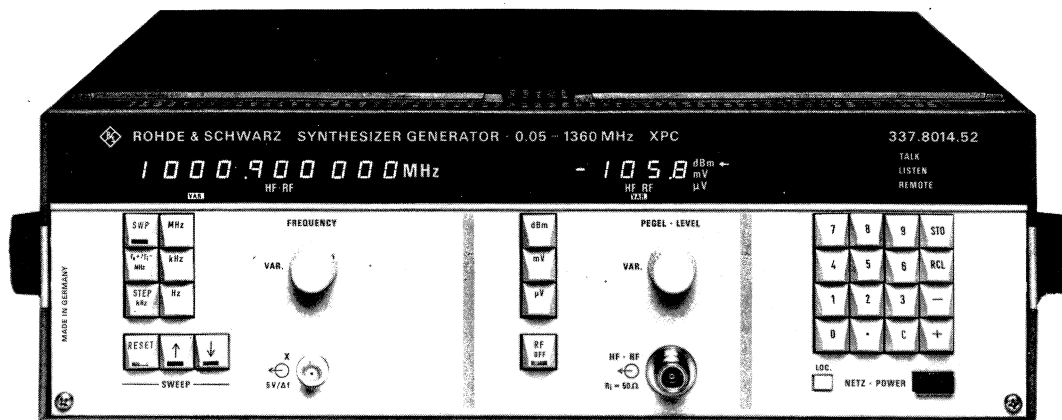 ROHDE & SCHWARZ SYNTHESIZER GENERATOR · 0.05 - 1360 MHz XPC 337.8014.52
1000.900 000 MHz
HF · RF
VAR.
-105.8 dBm ←
mV
µV
HF RF
VAR.
TALK
LISTEN
REMOTE
MADE IN GERMANY
SWP MHz
MHz kHz
STEP kHz Hz
RESET ↑ ↓
SWEEP
FREQUENCY
VAR.
X
5V/Δf
dBm
mV
µV
RF OFF
PEGEL - LEVEL
VAR.
HF · RF
Ri = 50Ω
7 8 9 STO
4 5 6 RCL
1 2 3 —
0 · C +
LOC.
NETZ - POWER